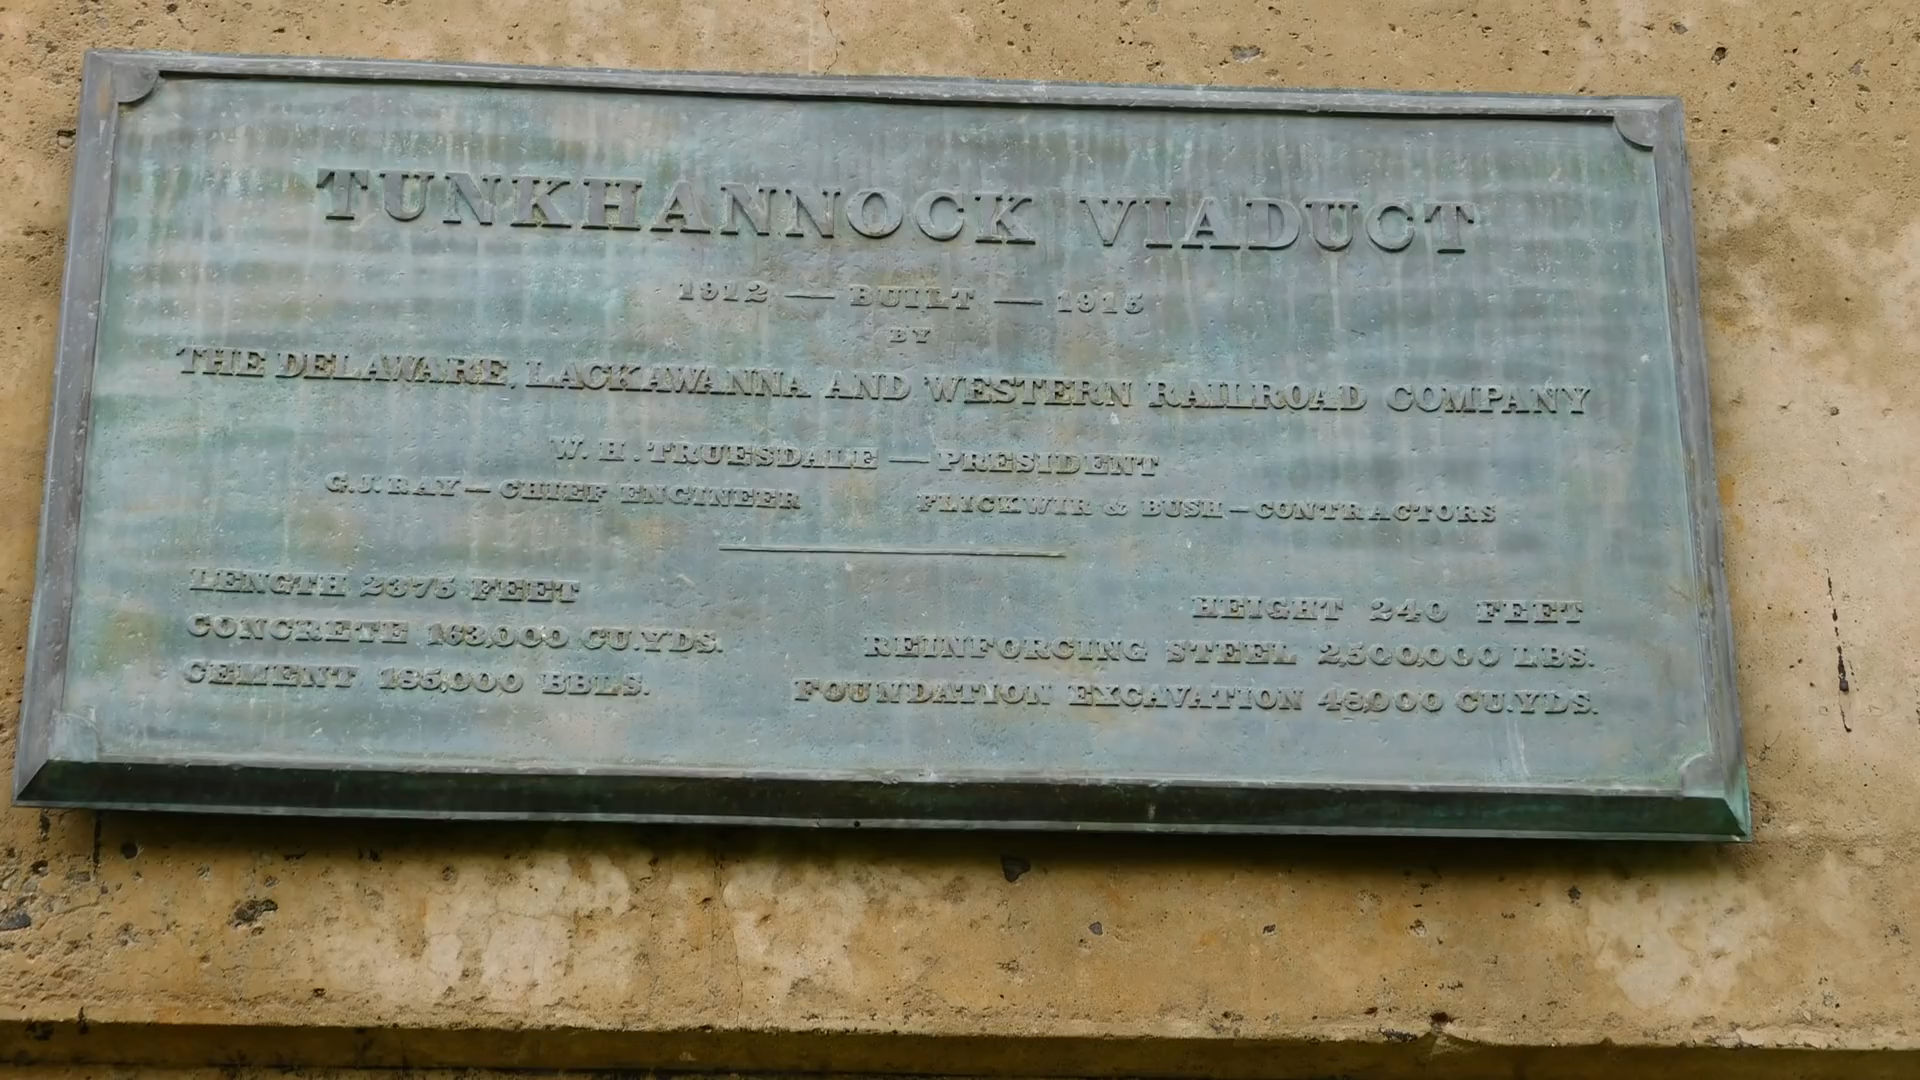 TUNKHANNOCK VIADUCT
1912 — BUILT — 1915
BY
THE DELAWARE, LACKAWANNA AND WESTERN RAILROAD COMPANY
W. H. TRUESDALE — PRESIDENT
G.J. RAY — CHIEF ENGINEER FLICKWIR & BUSH — CONTRACTORS
LENGTH 2375 FEET HEIGHT 240 FEET
CONCRETE 163,000 CU.YDS. REINFORCING STEEL 2,500,000 LBS.
CEMENT 185,000 BBLS. FOUNDATION EXCAVATION 48,000 CU.YDS.